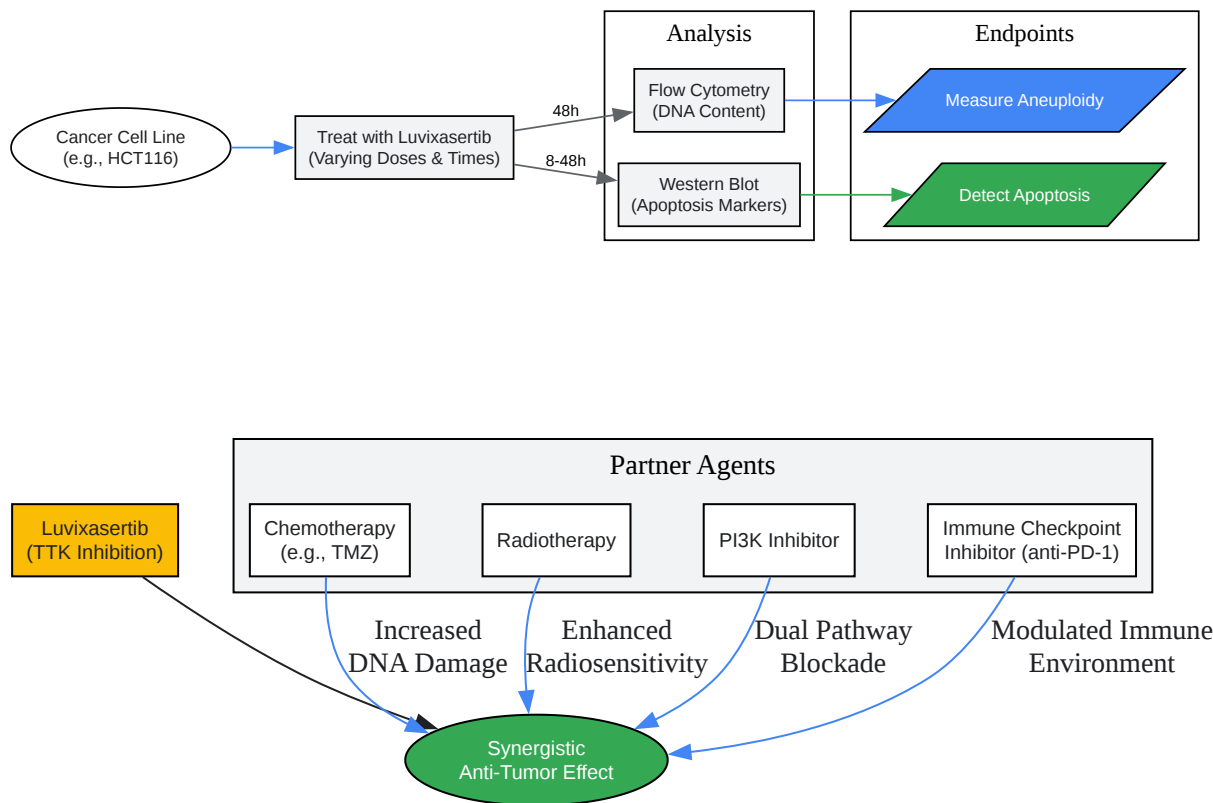 Analysis
Endpoints
Cancer Cell Line
(e.g., HCT116)
Treat with Luvixasertib
(Varying Doses & Times)
48h
8-48h
Flow Cytometry
(DNA Content)
Western Blot
(Apoptosis Markers)
Measure Aneuploidy
Detect Apoptosis
Partner Agents
Luvixasertib
(TTK Inhibition)
Chemotherapy
(e.g., TMZ)
Radiotherapy
PI3K Inhibitor
Immune Checkpoint
Inhibitor (anti-PD-1)
Increased
DNA Damage
Enhanced
Radiosensitivity
Dual Pathway
Blockade
Modulated Immune
Environment
Synergistic
Anti-Tumor Effect